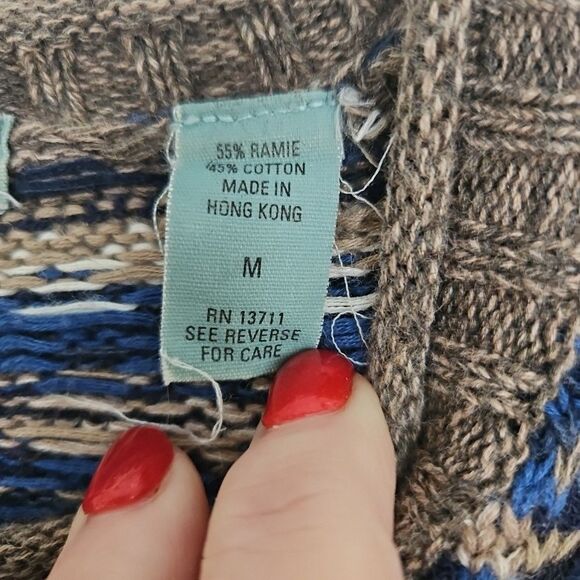 55% RAMIE
45% COTTON
MADE IN
HONG KONG
M
RN 13711
SEE REVERSE
FOR CARE